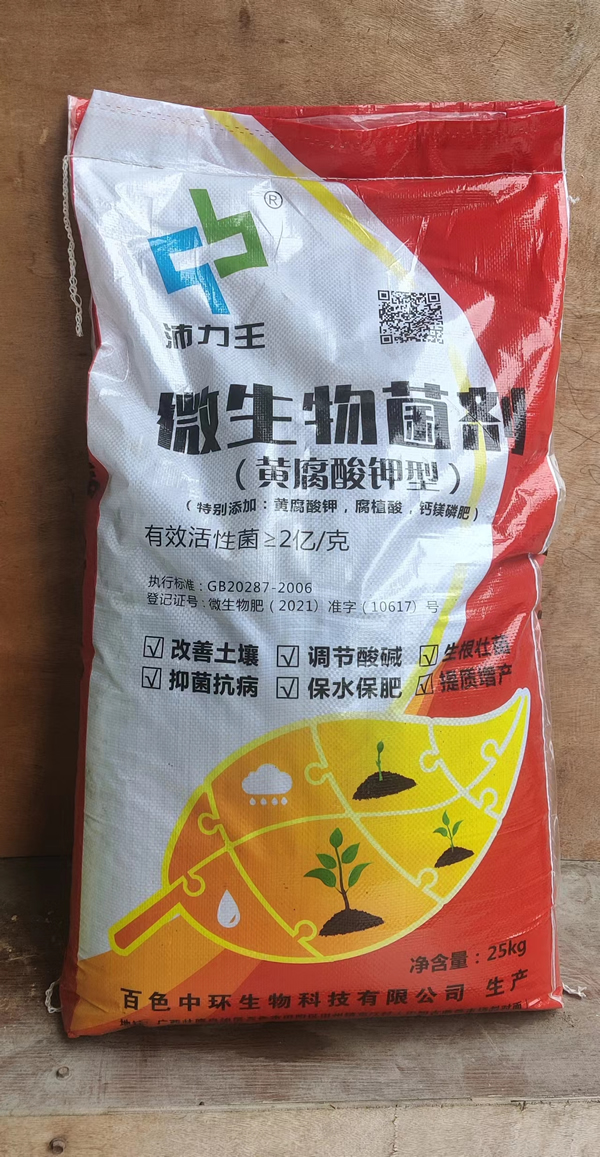 ®
沛力王
微生物菌剂
（黄腐酸钾型）
（特别添加：黄腐酸钾，腐植酸，钙镁磷肥）
有效活性菌≥2亿/克
执行标准：GB20287-2006
登记证号：微生物肥（2021）准字（10617）号
☑ 改善土壤 ☑ 调节酸碱 ☑ 生根壮苗
☑ 抑菌抗病 ☑ 保水保肥 ☑ 提质增产
净含量：25kg
百色中环生物科技有限公司 生产